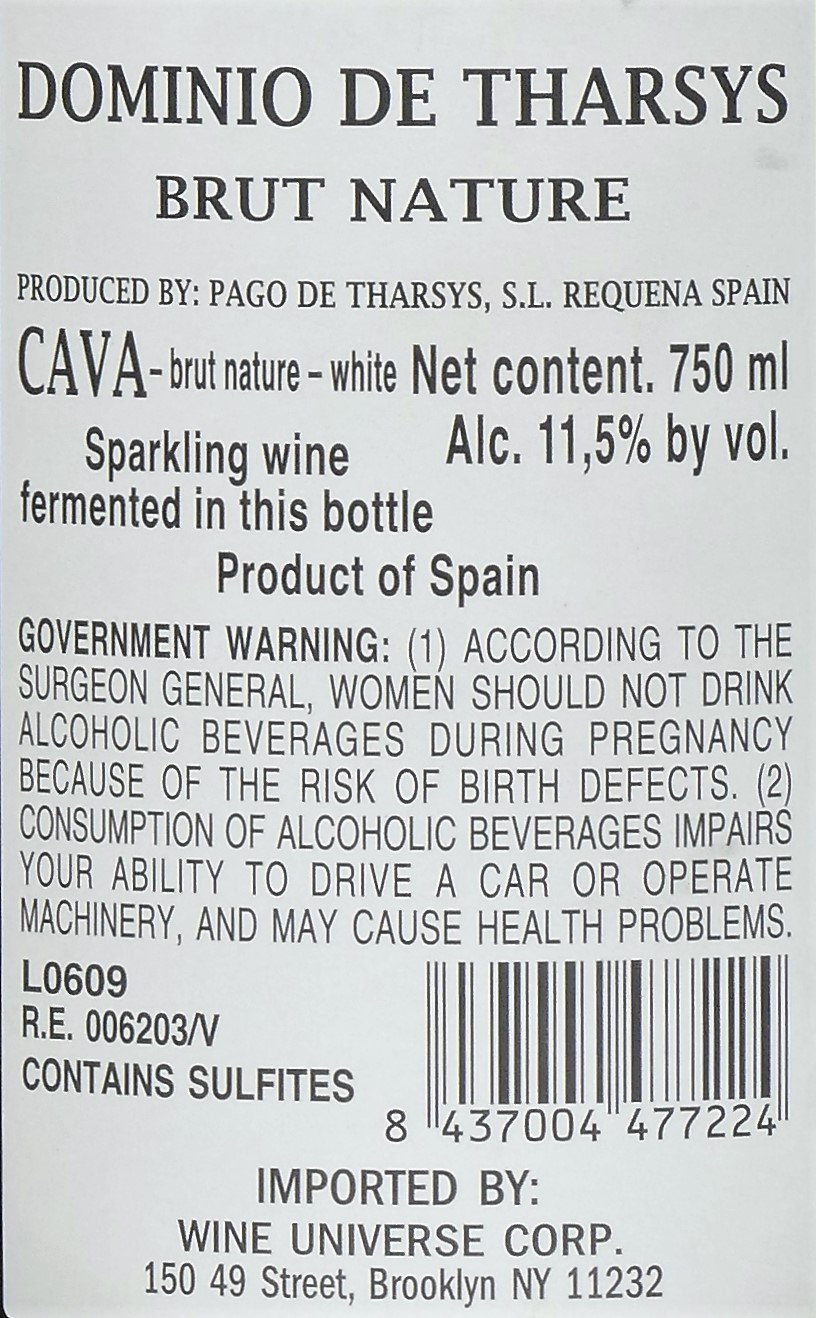 DOMINIO DE THARSYS
BRUT NATURE
PRODUCED BY: PAGO DE THARSYS, S.L. REQUENA SPAIN
CAVA- brut nature – white Net content. 750 ml
Sparkling wine Alc. 11,5% by vol.
fermented in this bottle
Product of Spain
GOVERNMENT WARNING: (1) ACCORDING TO THE
SURGEON GENERAL, WOMEN SHOULD NOT DRINK
ALCOHOLIC BEVERAGES DURING PREGNANCY
BECAUSE OF THE RISK OF BIRTH DEFECTS. (2)
CONSUMPTION OF ALCOHOLIC BEVERAGES IMPAIRS
YOUR ABILITY TO DRIVE A CAR OR OPERATE
MACHINERY, AND MAY CAUSE HEALTH PROBLEMS.
L0609
R.E. 006203/V
CONTAINS SULFITES
8 437004 477224
IMPORTED BY:
WINE UNIVERSE CORP.
150 49 Street, Brooklyn NY 11232